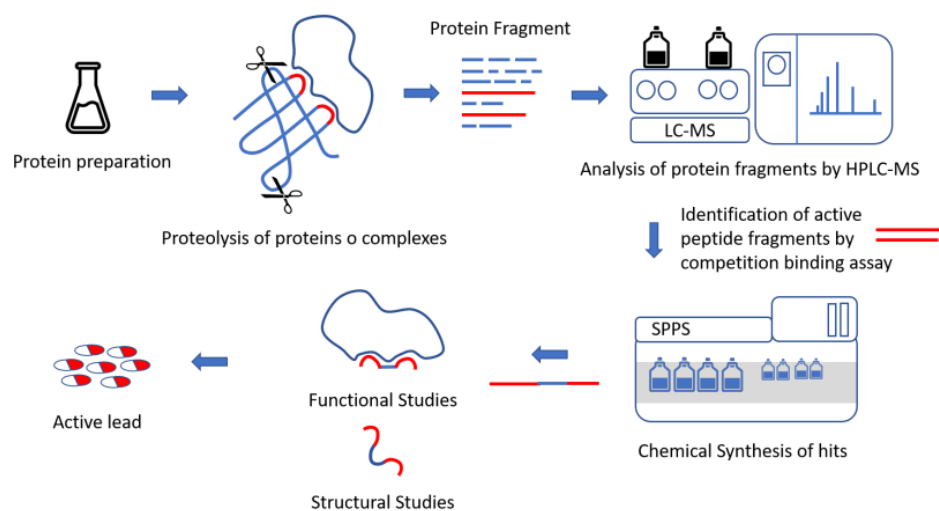 Protein Fragment
LC-MS
Protein preparation
Analysis of protein fragments by HPLC-MS
Proteolysis of proteins o complexes
Identification of active
peptide fragments by
competition binding assay
SPPS
Functional Studies
Active lead
Chemical Synthesis of hits
Structural Studies